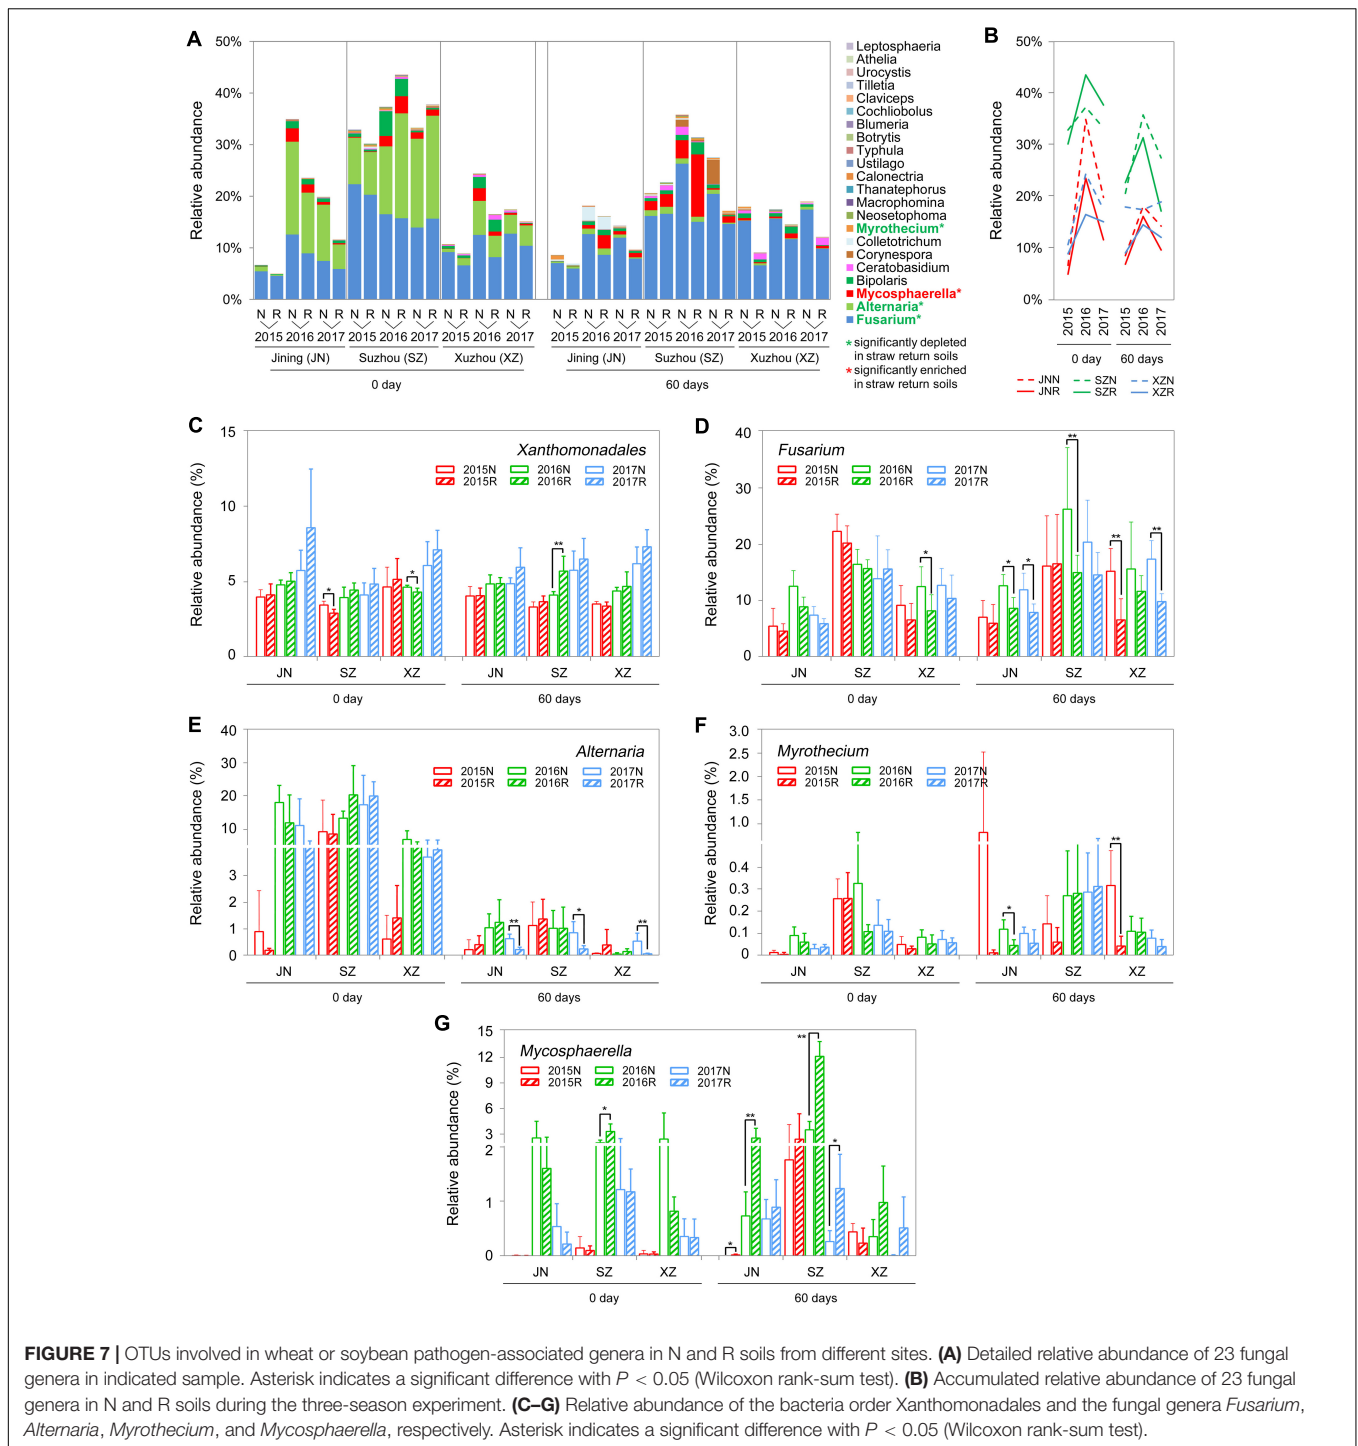 A
50%
40%
30%
20%
10%
0%
Relative abundance
N R N R N R N R N R N R N R N R N R N R N R N R N R N R N R N R N R N R
2015 2016 2017 2015 2016 2017 2015 2016 2017 2015 2016 2017 2015 2016 2017 2015 2016 2017
Jining (JN) Suzhou (SZ) Xuzhou (XZ) Jining (JN) Suzhou (SZ) Xuzhou (XZ)
0 day 60 days
Leptosphaeria
Athelia
Urocystis
Tilletia
Claviceps
Cochliobolus
Blumeria
Botrytis
Typhula
Ustilago
Calonectria
Thanatephorus
Macrophomina
Neosetophoma
Myrothecium*
Colletotrichum
Corynespora
Ceratobasidium
Bipolaris
Mycosphaerella*
Alternaria*
Fusarium*
* significantly depleted
in straw return soils
* significantly enriched
in straw return soils
B
50%
40%
30%
20%
10%
0%
Relative abundance
2015 2016 2017 2015 2016 2017
0 day 60 days
JNN SZN XZN
JNR SZR XZR
C
15
10
5
0
Relative abundance (%)
Xanthomonadales
2015N 2016N 2017N
2015R 2016R 2017R
* * **
JN SZ XZ JN SZ XZ
0 day 60 days
D
40
30
20
10
0
Relative abundance (%)
Fusarium
2015N 2016N 2017N
2015R 2016R 2017R
* * * ** ** **
JN SZ XZ JN SZ XZ
0 day 60 days
E
40
30
20
10
3
2
1
0
Relative abundance (%)
Alternaria
2015N 2016N 2017N
2015R 2016R 2017R
** * **
JN SZ XZ JN SZ XZ
0 day 60 days
F
3.0
2.5
2.0
1.5
1.0
0.4
0.3
0.2
0.1
0
Relative abundance (%)
Myrothecium
2015N 2016N 2017N
2015R 2016R 2017R
* **
JN SZ XZ JN SZ XZ
0 day 60 days
G
15
12
9
6
3
2
1
0
Relative abundance (%)
Mycosphaerella
2015N 2016N 2017N
2015R 2016R 2017R
* * ** ** *
JN SZ XZ JN SZ XZ
0 day 60 days
FIGURE 7 | OTUs involved in wheat or soybean pathogen-associated genera in N and R soils from different sites. (A) Detailed relative abundance of 23 fungal
genera in indicated sample. Asterisk indicates a significant difference with P < 0.05 (Wilcoxon rank-sum test). (B) Accumulated relative abundance of 23 fungal
genera in N and R soils during the three-season experiment. (C–G) Relative abundance of the bacteria order Xanthomonadales and the fungal genera Fusarium,
Alternaria, Myrothecium, and Mycosphaerella, respectively. Asterisk indicates a significant difference with P < 0.05 (Wilcoxon rank-sum test).